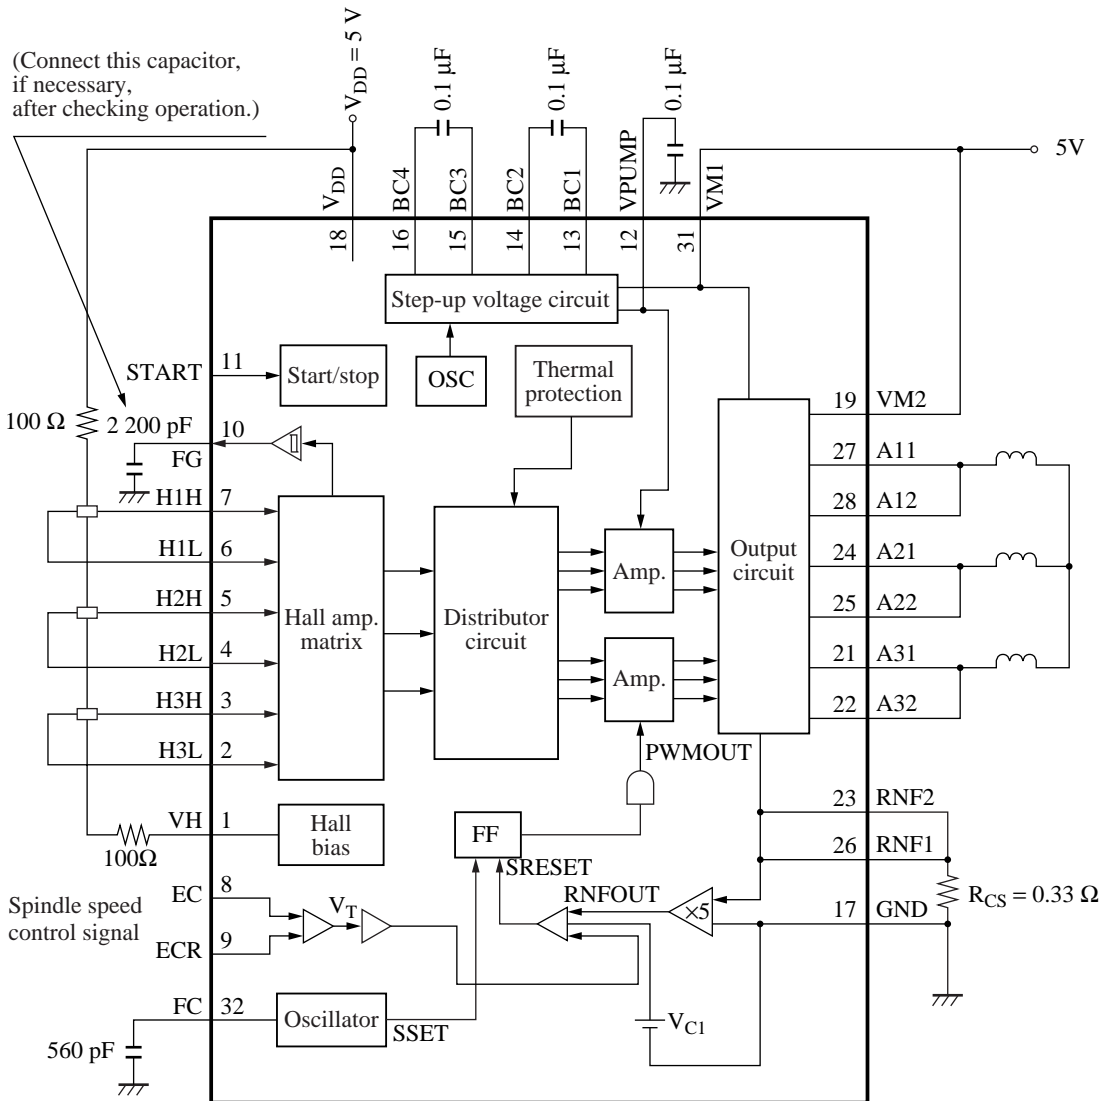 (Connect this capacitor,
if necessary,
after checking operation.)
VDD = 5 V
0.1 µF
0.1 µF
0.1 µF
5V
VDD
BC4
BC3
BC2
BC1
VPUMP
VM1
18
16
15
14
13
12
31
Step-up voltage circuit
START
11
Start/stop
OSC
Thermal
protection
100 Ω
2 200 pF
10
FG
19
VM2
27
A11
28
A12
24
A21
25
A22
21
A31
22
A32
H1H
7
H1L
6
H2H
5
H2L
4
H3H
3
H3L
2
Hall amp.
matrix
Distributor
circuit
Amp.
Amp.
Output
circuit
PWMOUT
VH
1
Hall
bias
100Ω
FF
SRESET
23
RNF2
26
RNF1
17
GND
RCS = 0.33 Ω
Spindle speed
control signal
EC
8
ECR
9
VT
RNFOUT
×5
FC
32
Oscillator
SSET
VC1
560 pF